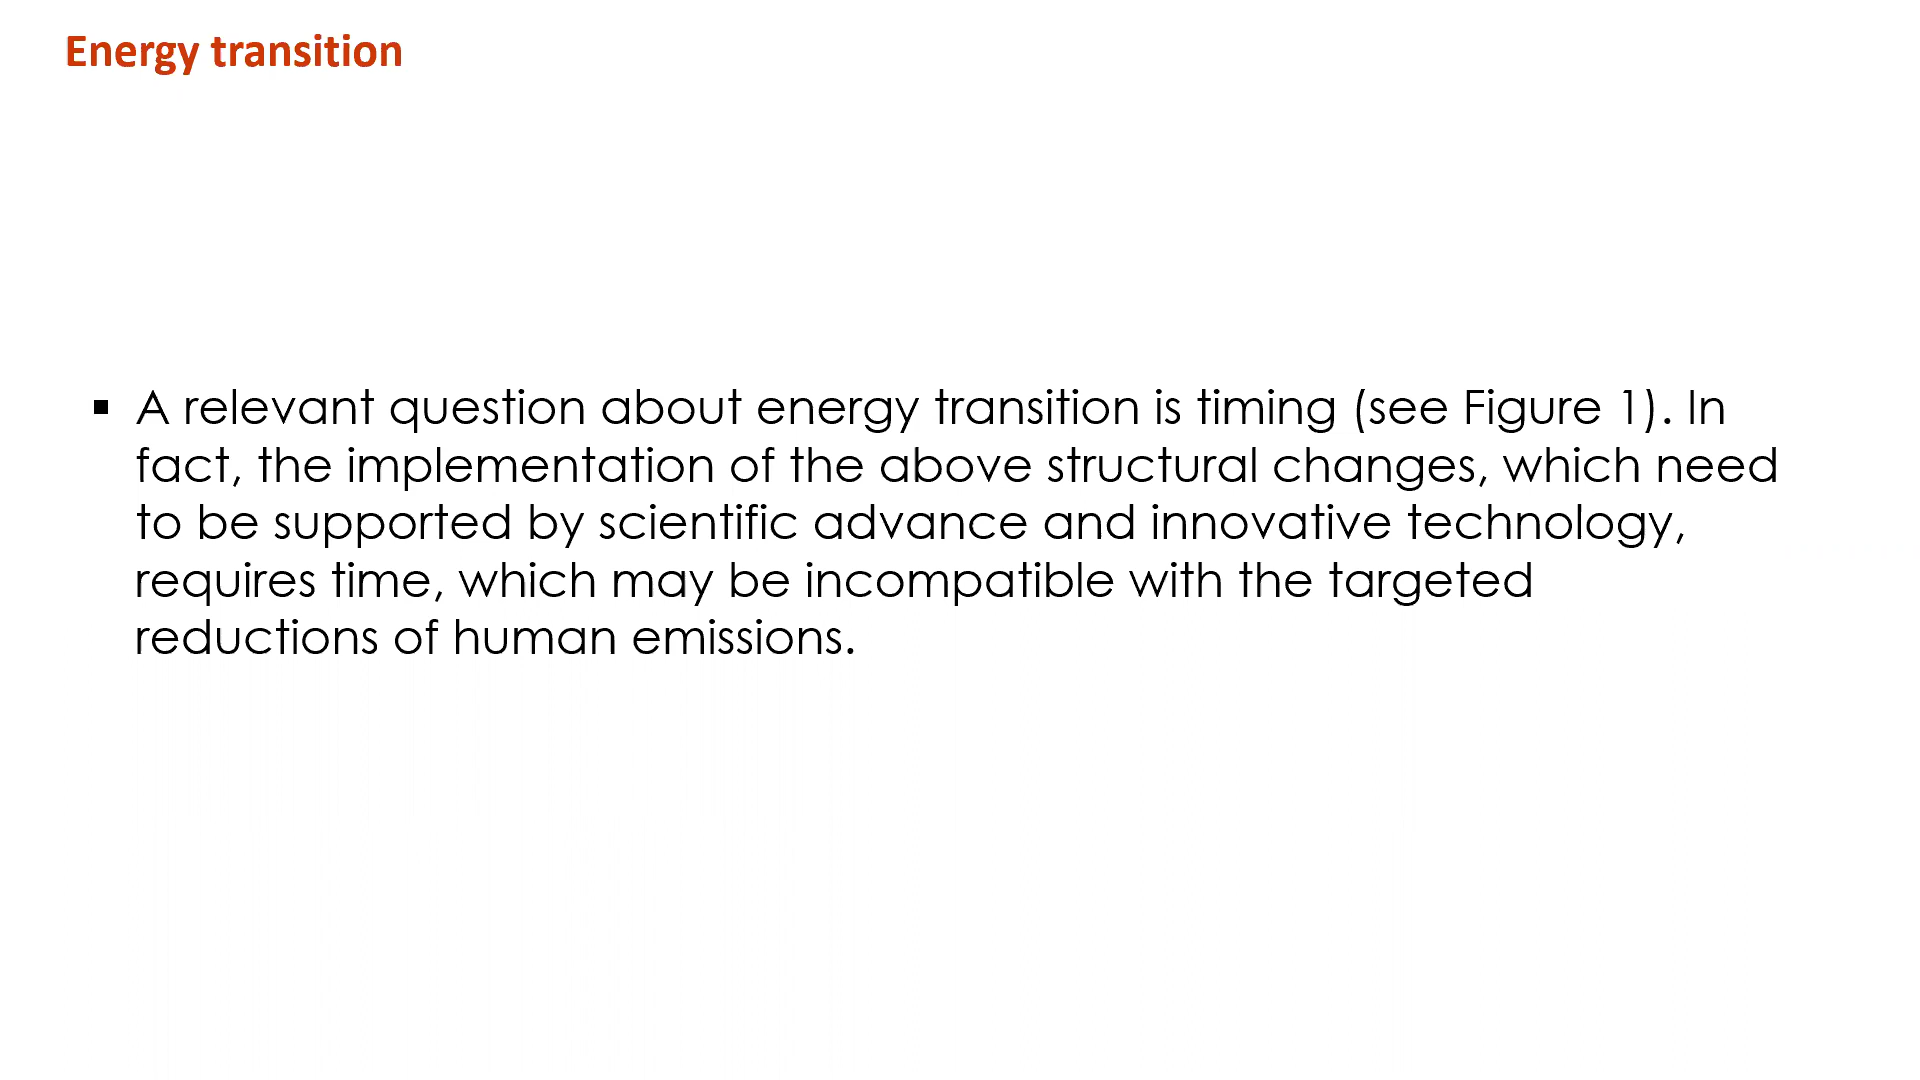 Energy transition
▪ A relevant question about energy transition is timing (see Figure 1). In
fact, the implementation of the above structural changes, which need
to be supported by scientific advance and innovative technology,
requires time, which may be incompatible with the targeted
reductions of human emissions.